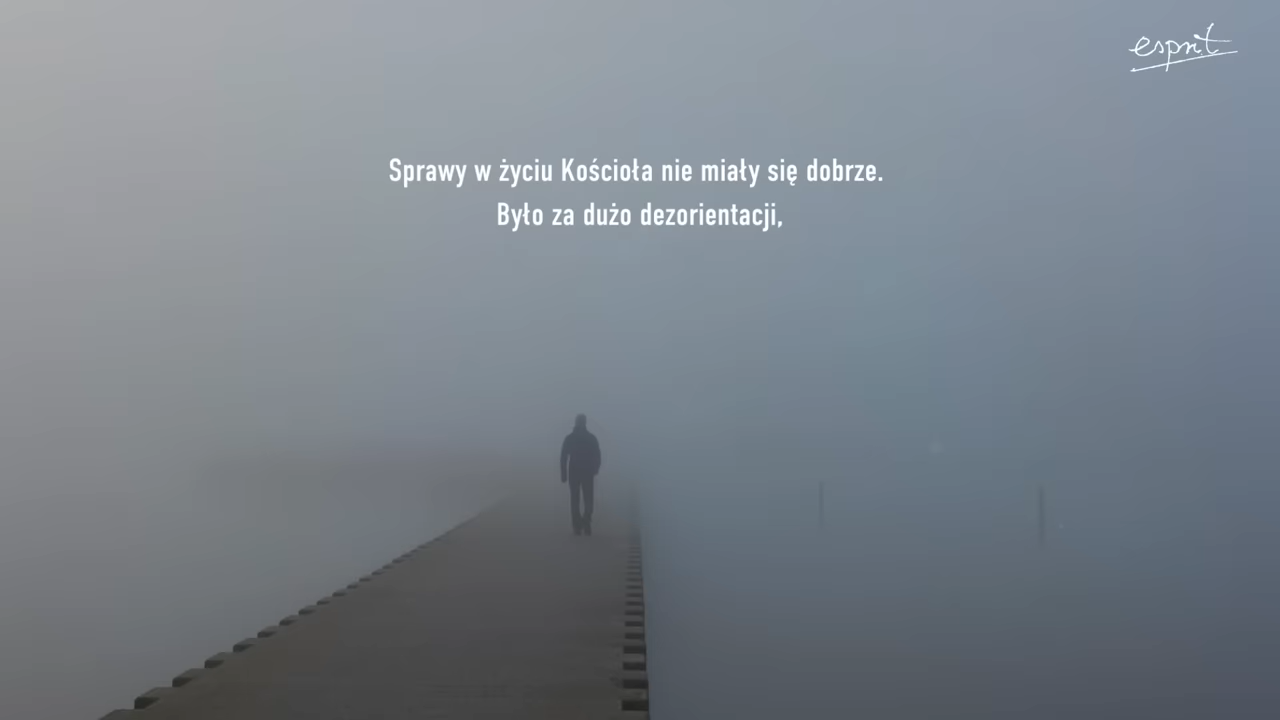 esprit
Sprawy w życiu Kościoła nie miały się dobrze.
Było za dużo dezorientacji,